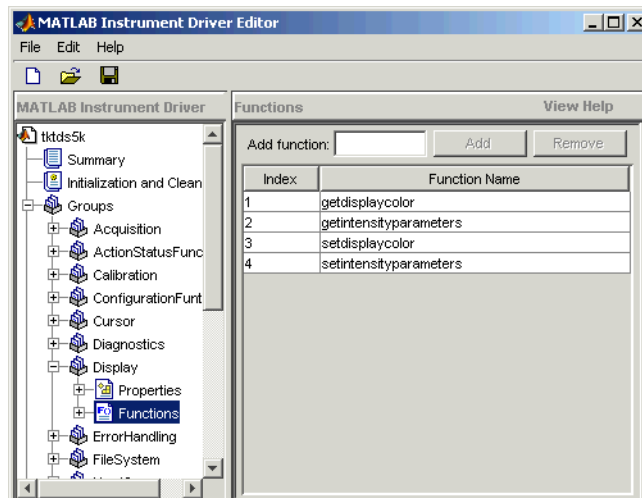 MATLAB Instrument Driver Editor
File Edit Help
MATLAB Instrument Driver
Functions View Help
tktds5k
Summary
Initialization and Clean
Groups
Acquisition
ActionStatusFunc
Calibration
ConfigurationFunt
Cursor
Diagnostics
Display
Properties
Functions
ErrorHandling
FileSystem
Add function: Add Remove
Index Function Name
1 getdisplaycolor
2 getintensityparameters
3 setdisplaycolor
4 setintensityparameters